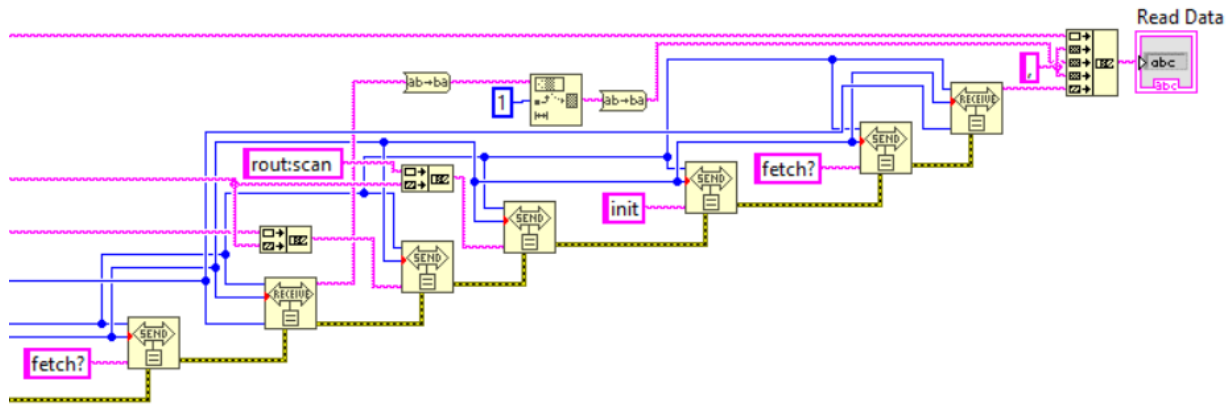 Read Data
abc
abc
ab→ba
1
ab→ba
,
RECEIVE
rout:scan
SEND
fetch?
SEND
init
SEND
SEND
RECEIVE
SEND
fetch?